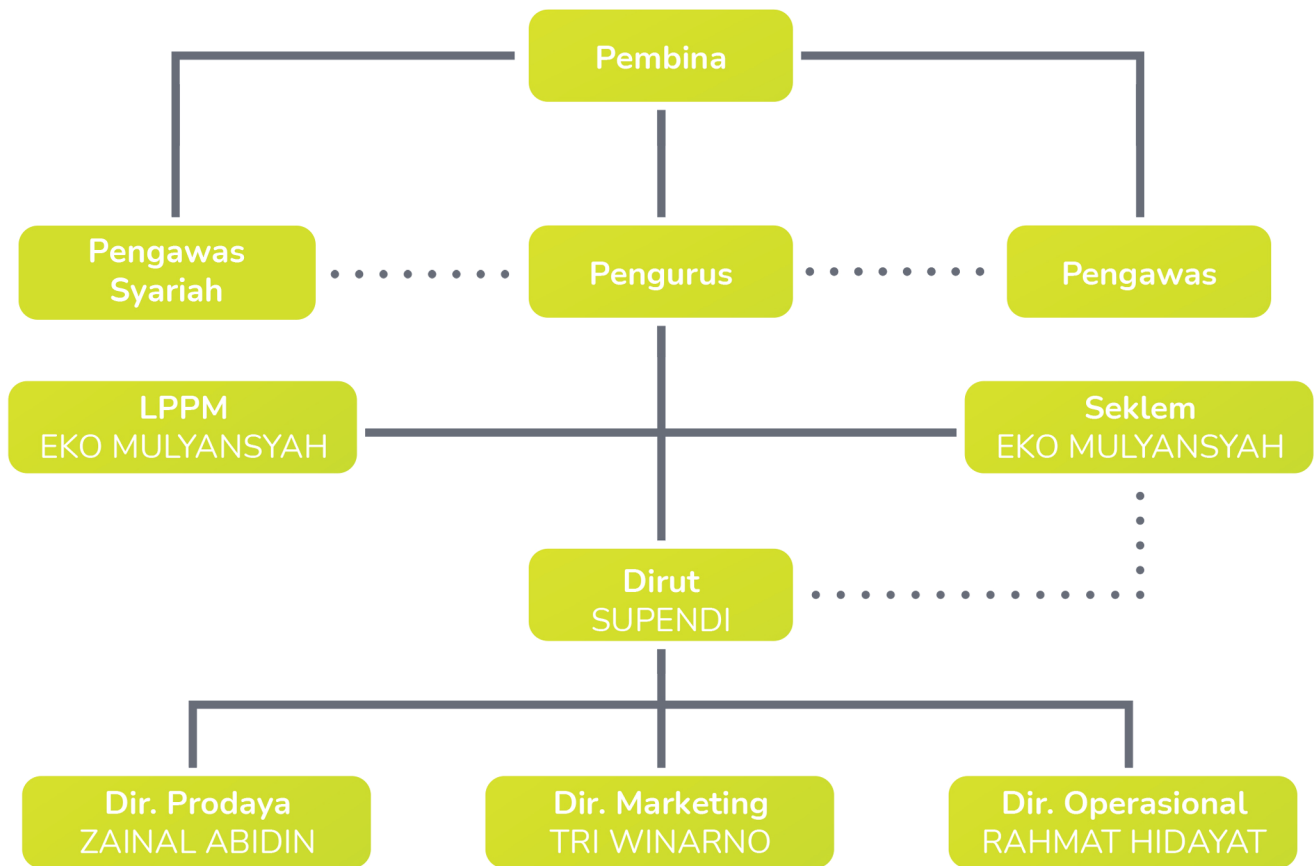 Pembina
Pengawas
Syariah
Pengurus
Pengawas
LPPM
EKO MULYANSYAH
Seklem
EKO MULYANSYAH
Dirut
SUPENDI
Dir. Prodaya
ZAINAL ABIDIN
Dir. Marketing
TRI WINARNO
Dir. Operasional
RAHMAT HIDAYAT